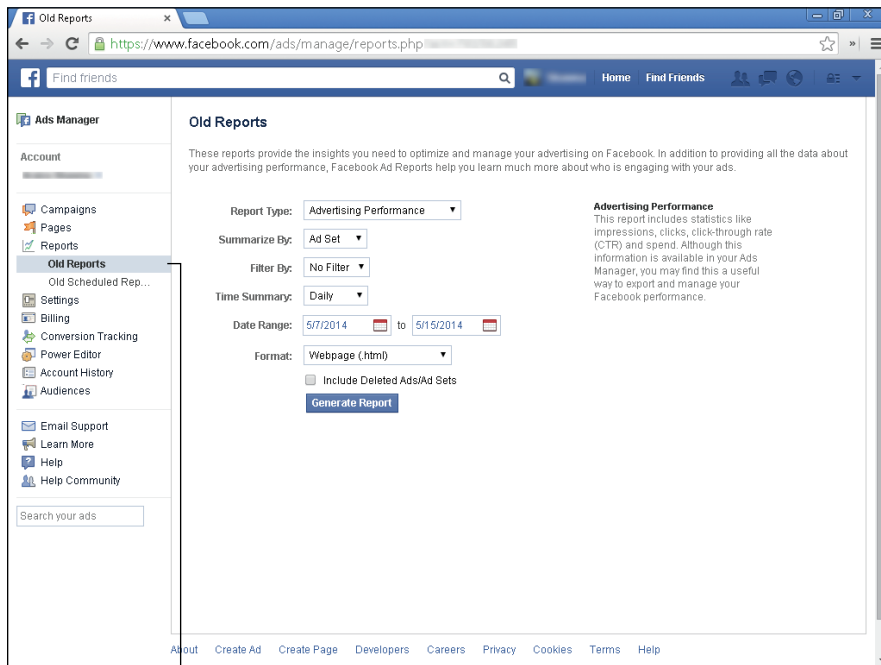 Old Reports
https://www.facebook.com/ads/manage/reports.php
Find friends
Home Find Friends
Ads Manager
Account
Campaigns
Pages
Reports
Old Reports
Old Scheduled Rep...
Settings
Billing
Conversion Tracking
Power Editor
Account History
Audiences
Email Support
Learn More
Help
Help Community
Search your ads
Old Reports
These reports provide the insights you need to optimize and manage your advertising on Facebook. In addition to providing all the data about
your advertising performance, Facebook Ad Reports help you learn much more about who is engaging with your ads.
Report Type: Advertising Performance
Summarize By: Ad Set
Filter By: No Filter
Time Summary: Daily
Date Range: 5/7/2014 to 5/15/2014
Format: Webpage (.html)
Include Deleted Ads/Ad Sets
Generate Report
Advertising Performance
This report includes statistics like
impressions, clicks, click-through rate
(CTR) and spend. Although this
information is available in your Ads
Manager, you may find this a useful
way to export and manage your
Facebook performance.
About Create Ad Create Page Developers Careers Privacy Cookies Terms Help